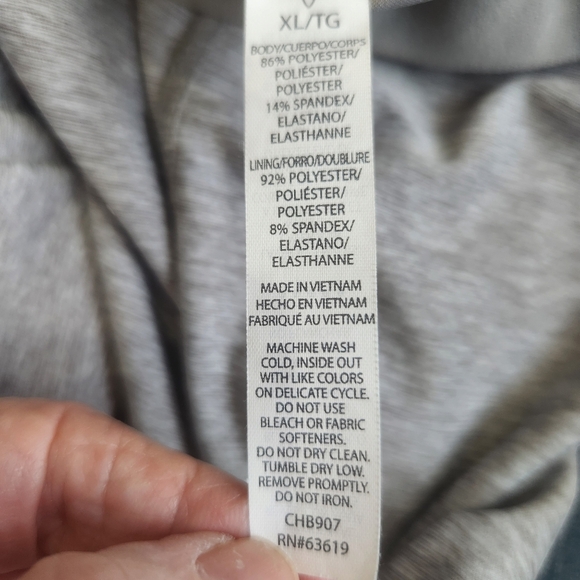 XL/TG
BODY/CUERPO/CORPS
86% POLYESTER/
POLIÉSTER/
POLYESTER
14% SPANDEX/
ELASTANO/
ELASTHANNE
LINING/FORRO/DOUBLURE
92% POLYESTER/
POLIÉSTER/
POLYESTER
8% SPANDEX/
ELASTANO/
ELASTHANNE
MADE IN VIETNAM
HECHO EN VIETNAM
FABRIQUÉ AU VIETNAM
MACHINE WASH
COLD, INSIDE OUT
WITH LIKE COLORS
ON DELICATE CYCLE.
DO NOT USE
BLEACH OR FABRIC
SOFTENERS.
DO NOT DRY CLEAN.
TUMBLE DRY LOW.
REMOVE PROMPTLY.
DO NOT IRON.
CHB907
RN#63619